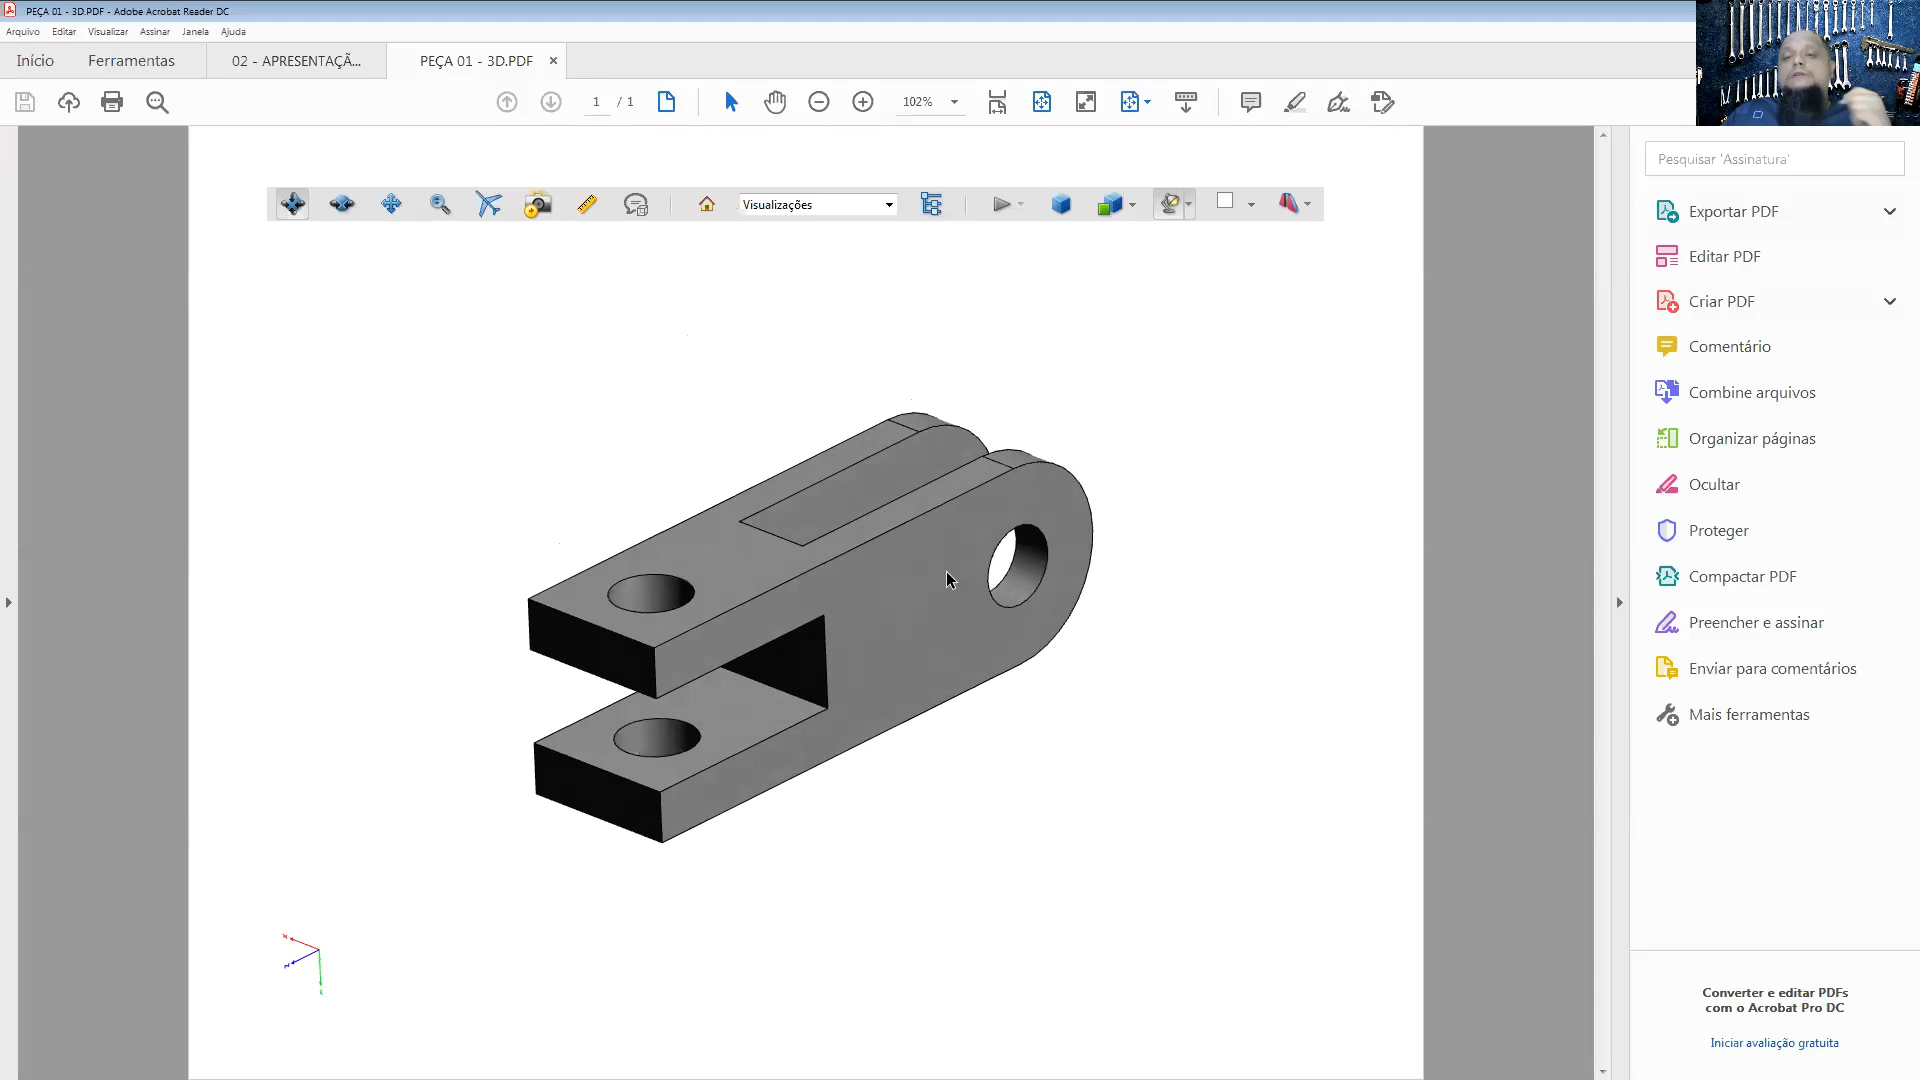 PEÇA 01 - 3D.PDF - Adobe Acrobat Reader DC
Arquivo Editar Visualizar Assinar Janela Ajuda
Início Ferramentas 02 - APRESENTAÇÃ... PEÇA 01 - 3D.PDF ×
1 / 1 102%
Pesquisar 'Assinatura'
Visualizações
Exportar PDF
Editar PDF
Criar PDF
Comentário
Combine arquivos
Organizar páginas
Ocultar
Proteger
Compactar PDF
Preencher e assinar
Enviar para comentários
Mais ferramentas
x
z
Converter e editar PDFs
com o Acrobat Pro DC
Iniciar avaliação gratuita